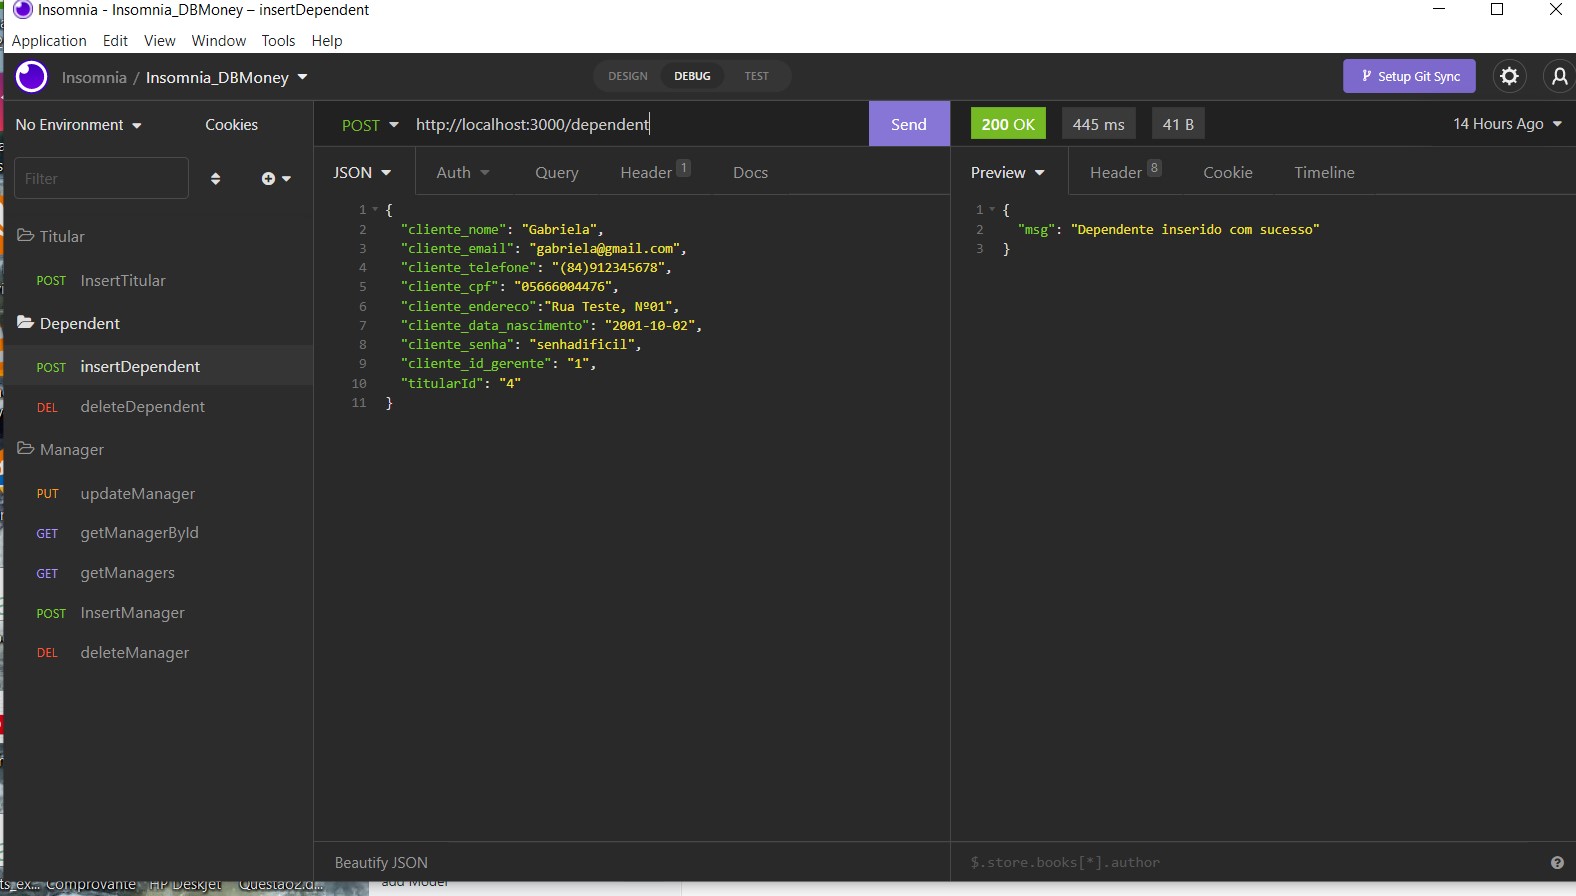 Insomnia - Insomnia_DBMoney – insertDependent
Application Edit View Window Tools Help
Insomnia / Insomnia_DBMoney
DESIGN DEBUG TEST
Setup Git Sync
No Environment Cookies
POST http://localhost:3000/dependent Send
200 OK 445 ms 41 B 14 Hours Ago
Filter
JSON Auth Query Header 1 Docs
Preview Header 8 Cookie Timeline
Titular
POST InsertTitular
Dependent
POST insertDependent
DEL deleteDependent
Manager
PUT updateManager
GET getManagerById
GET getManagers
POST InsertManager
DEL deleteManager
1 {
2 "cliente_nome": "Gabriela",
3 "cliente_email": "gabriela@gmail.com",
4 "cliente_telefone": "(84)912345678",
5 "cliente_cpf": "05666004476",
6 "cliente_endereco":"Rua Teste, Nº01",
7 "cliente_data_nascimento": "2001-10-02",
8 "cliente_senha": "senhadificil",
9 "cliente_id_gerente": "1",
10 "titularId": "4"
11 }
1 {
2 "msg": "Dependente inserido com sucesso"
3 }
Beautify JSON
$.store.books[*].author
ts_ex... Comprovante HP Deskjet Questao2.d...